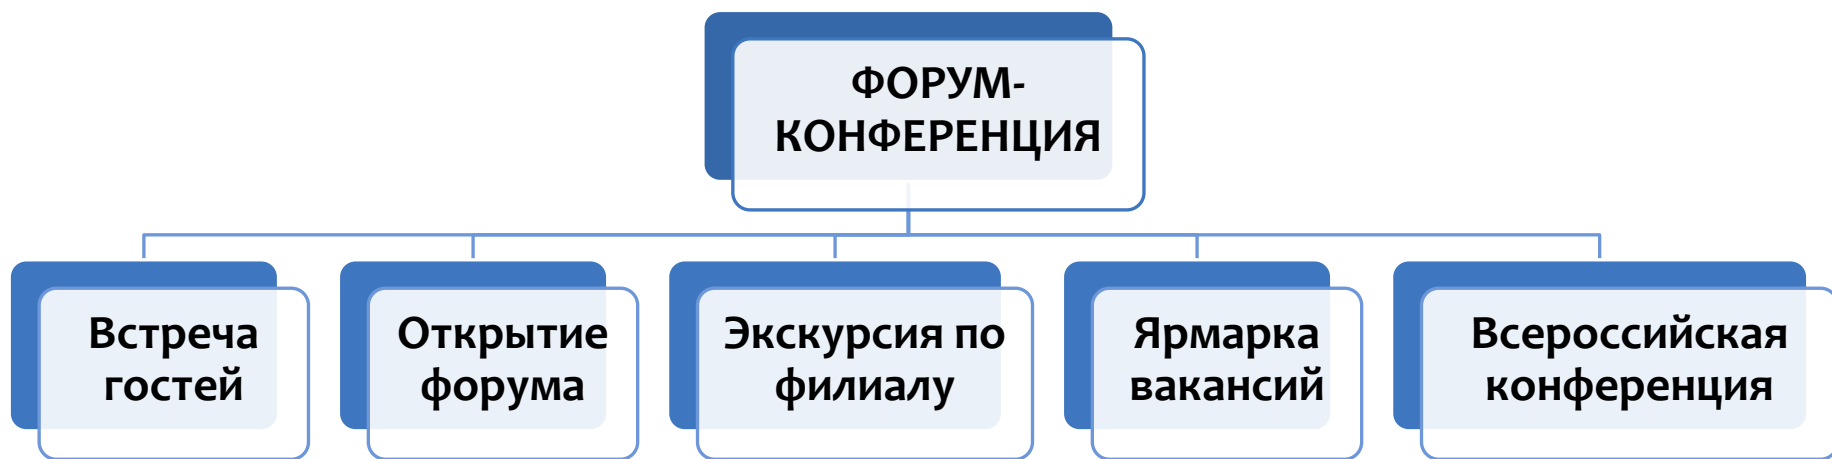 ФОРУМ-
КОНФЕРЕНЦИЯ
Встреча
гостей
Открытие
форума
Экскурсия по
филиалу
Ярмарка
вакансий
Всероссийская
конференция